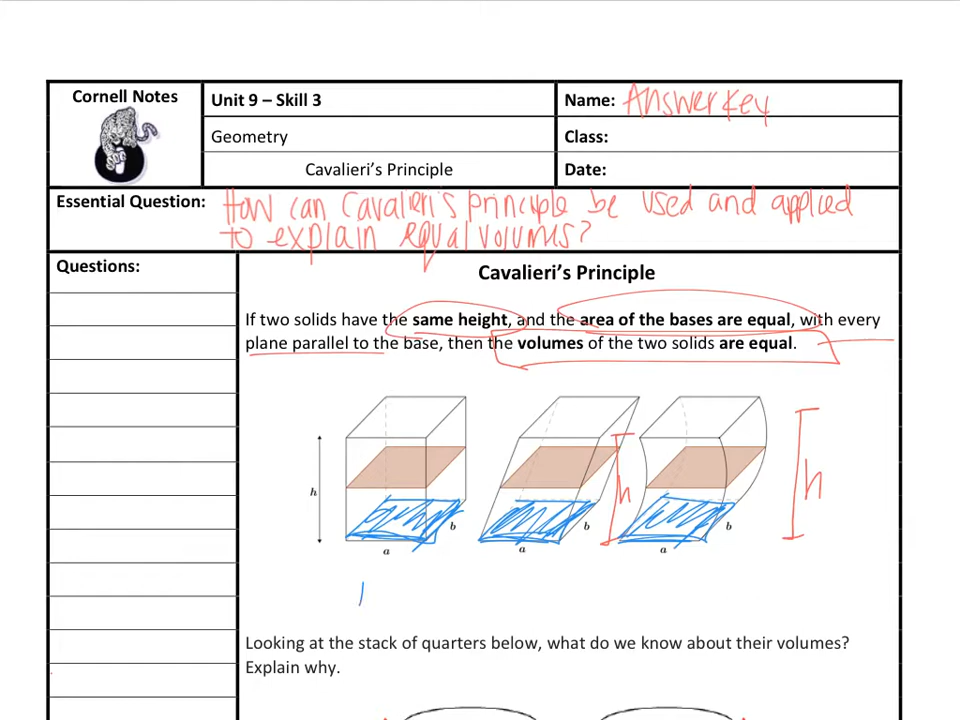 Cornell Notes
Unit 9 – Skill 3
Name: Answer Key
Geometry
Class:
Cavalieri's Principle
Date:
Essential Question: How can Cavalieri's principle be used and applied
to explain equal volumes?
Questions:
Cavalieri's Principle
If two solids have the same height, and the area of the bases are equal, with every
plane parallel to the base, then the volumes of the two solids are equal.
h
h
h
b
b
b
a
a
a
Looking at the stack of quarters below, what do we know about their volumes?
Explain why.